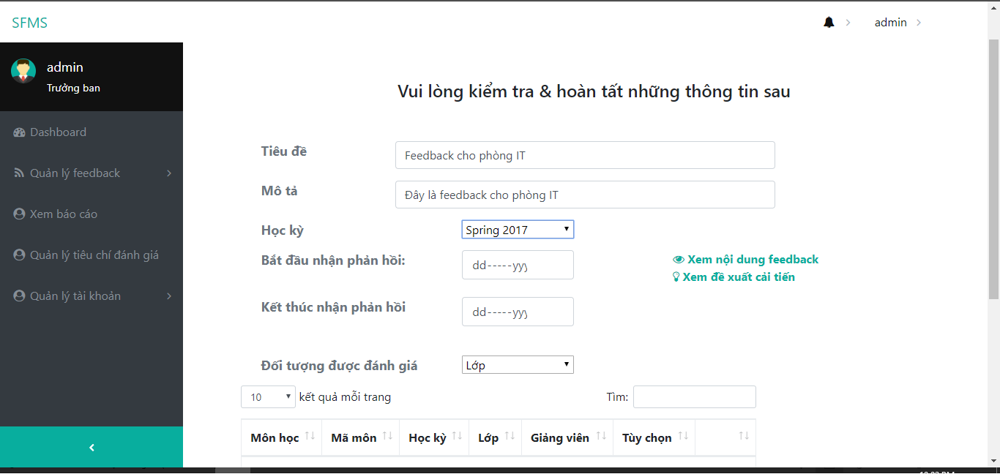 SFMS
admin
admin
Trưởng ban
Dashboard
Quản lý feedback
Xem báo cáo
Quản lý tiêu chí đánh giá
Quản lý tài khoản
Vui lòng kiểm tra & hoàn tất những thông tin sau
Tiêu đề Feedback cho phòng IT
Mô tả Đây là feedback cho phòng IT
Học kỳ Spring 2017
Bắt đầu nhận phản hồi: dd-----yyy
Xem nội dung feedback
Xem đề xuất cải tiến
Kết thúc nhận phản hồi dd-----yyy
Đối tượng được đánh giá Lớp
10 kết quả mỗi trang Tìm:
Môn học Mã môn Học kỳ Lớp Giảng viên Tùy chọn